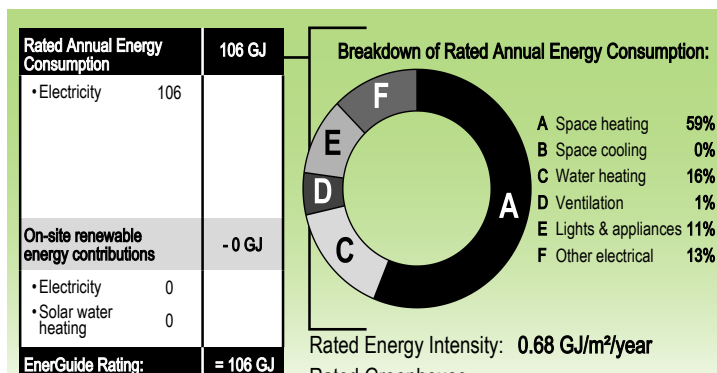 Rated Annual Energy
Consumption
106 GJ
• Electricity 106
On-site renewable
energy contributions
- 0 GJ
• Electricity 0
• Solar water
heating
0
EnerGuide Rating: = 106 GJ
Breakdown of Rated Annual Energy Consumption:
F
E
D
C
A
A Space heating 59%
B Space cooling 0%
C Water heating 16%
D Ventilation 1%
E Lights & appliances 11%
F Other electrical 13%
Rated Energy Intensity: 0.68 GJ/m²/year
Rated Greenhouse